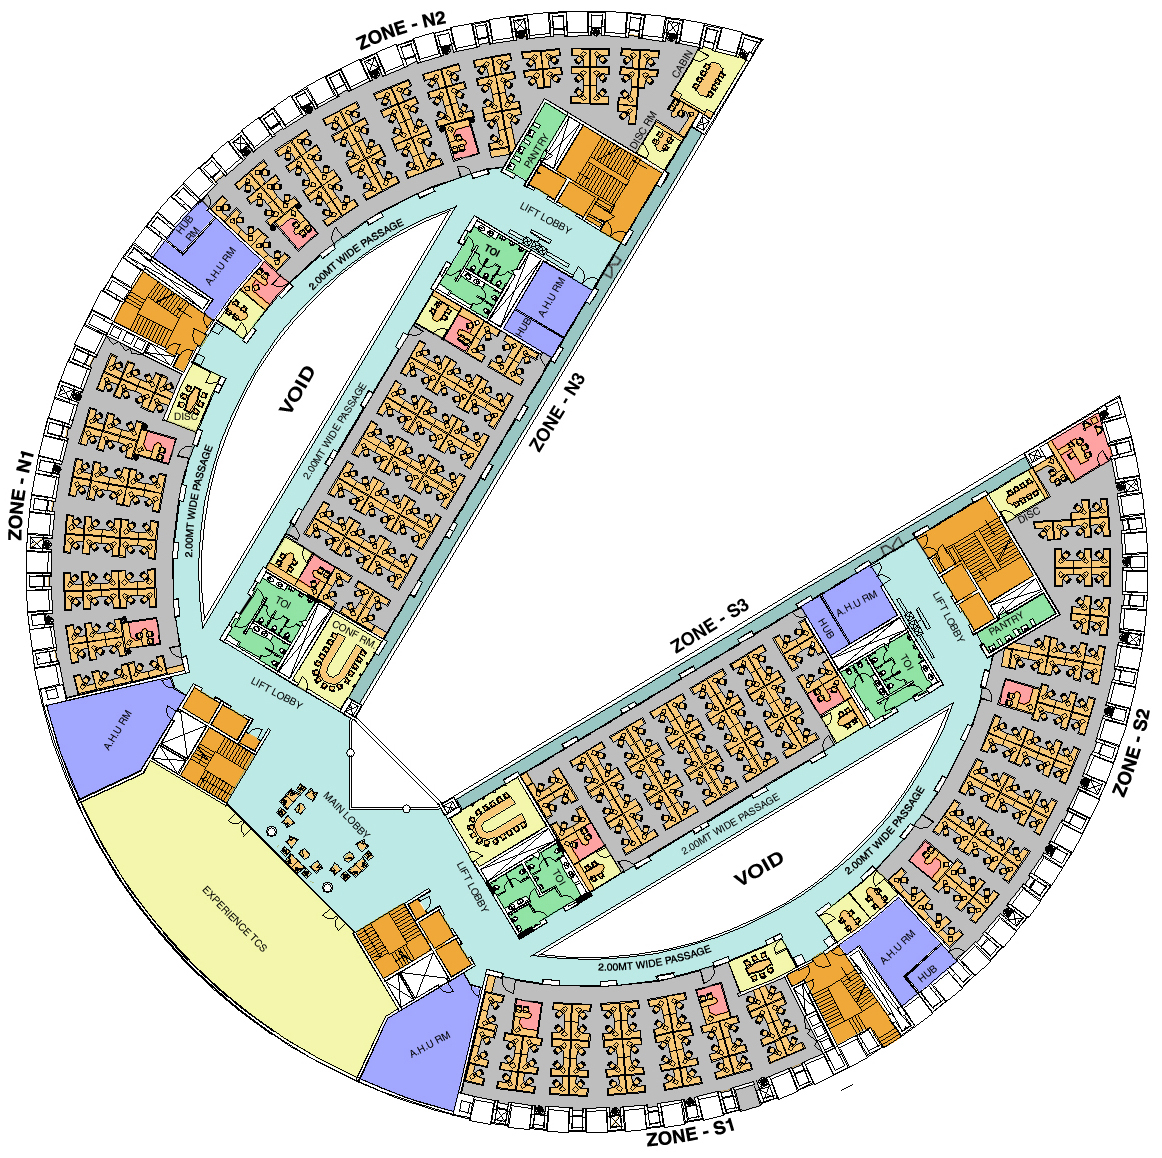 ZONE - N2
CABIN
DISC RM
PANTRY
LIFT LOBBY
HUB
RM
A.H.U RM
2.00MT WIDE PASSAGE
TOI
A.H.U RM
HUB
VOID
2.00MT WIDE PASSAGE
ZONE - N3
DISC
ZONE - N1
2.00MT WIDE PASSAGE
TOI
CONF RM.
LIFT LOBBY
A.H.U RM
MAIN LOBBY
EXPERIENCE TCS
LIFT LOBBY
TOI
A.H.U RM
ZONE - S3
HUB
A.H.U RM
LIFT LOBBY
DISC
PANTRY
TOI
2.00MT WIDE PASSAGE
VOID
2.00MT WIDE PASSAGE
ZONE - S2
A.H.U RM
HUB
2.00MT WIDE PASSAGE
ZONE - S1